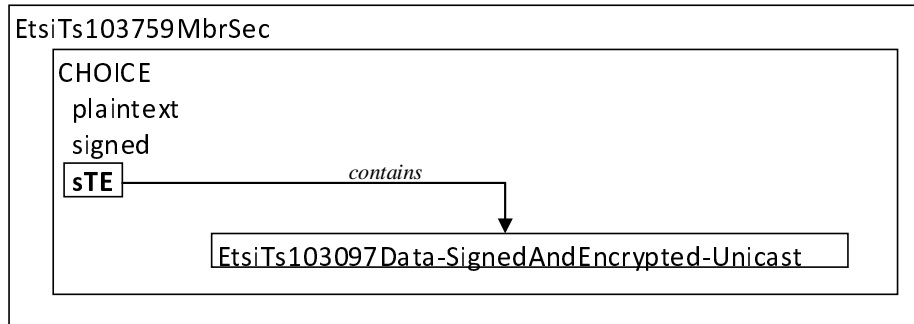 EtsiTs103759MbrSec
CHOICE
plaintext
signed
sTE
contains
EtsiTs103097Data-SignedAndEncrypted-Unicast